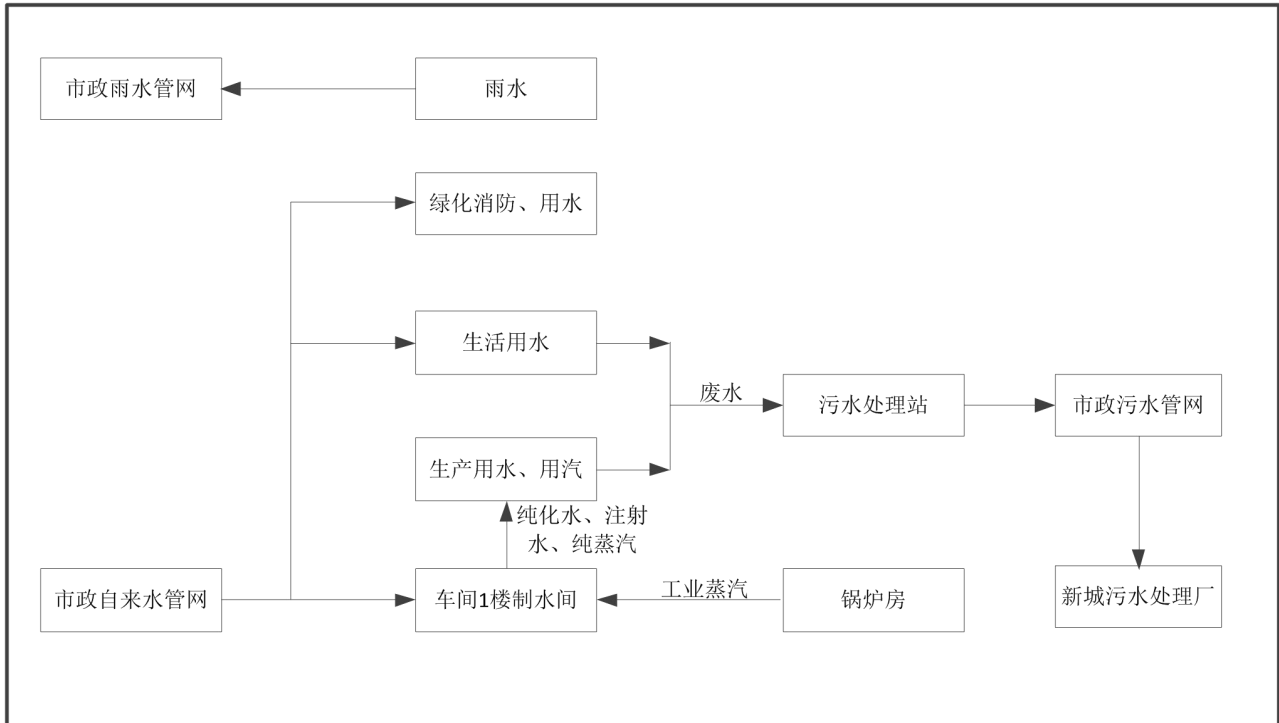 市政雨水管网
雨水
绿化消防、用水
生活用水
废水
污水处理站
市政污水管网
生产用水、用汽
纯化水、注射
水、纯蒸汽
市政自来水管网
车间1楼制水间
工业蒸汽
锅炉房
新城污水处理厂